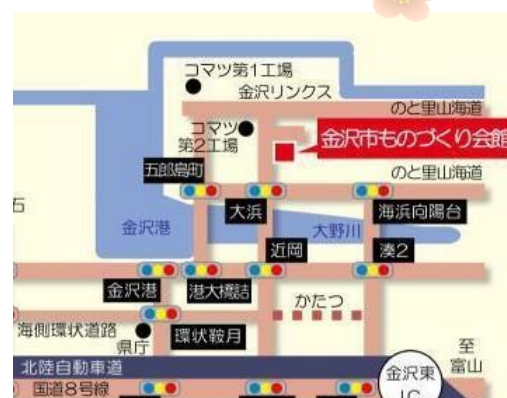 コマツ第1工場
金沢リンクス
のと里山海道
コマツ
第2工場
金沢市ものづくり会館
五郎島町
のと里山海道
石
大浜
海浜向陽台
金沢港
大野川
近岡
湊2
金沢港
港大橋詰
かたつ
海側環状道路
県庁
環状鞍月
至
富山
北陸自動車道
金沢東
IC
国道8号線